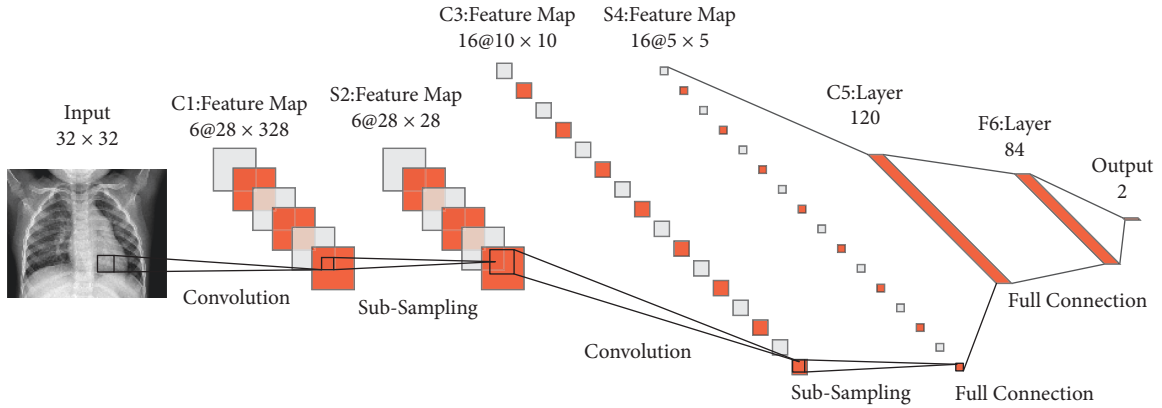 Input
32 × 32
C1:Feature Map
6@28 × 328
S2:Feature Map
6@28 × 28
C3:Feature Map
16@10 × 10
S4:Feature Map
16@5 × 5
C5:Layer
120
F6:Layer
84
Output
2
Convolution
Sub-Sampling
Convolution
Sub-Sampling
Full Connection
Full Connection